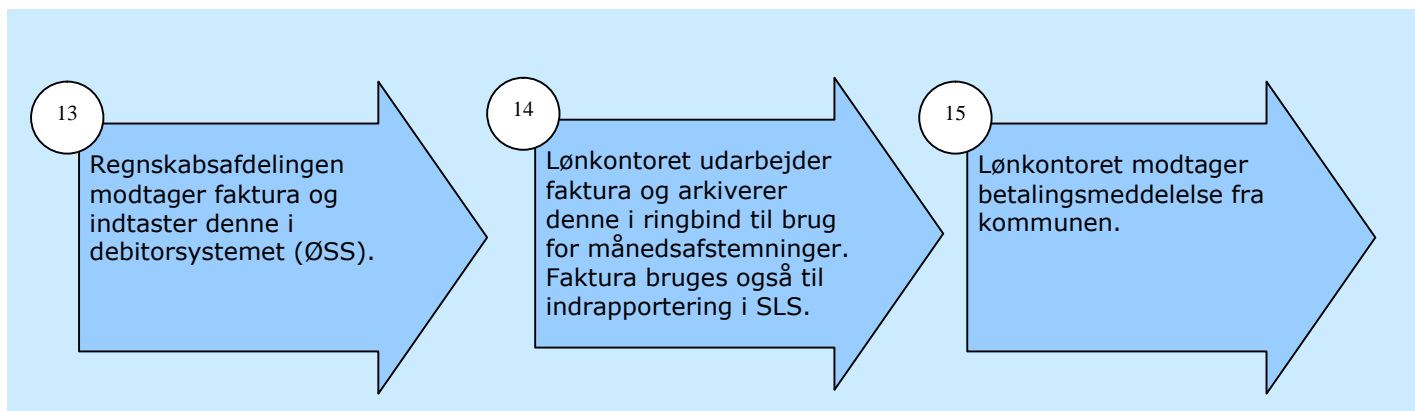 13
Regnskabsafdelingen
modtager faktura og
indtaster denne i
debitorsystemet (ØSS).
14
Lønkontoret udarbejder
faktura og arkiverer
denne i ringbind til brug
for månedsafstemninger.
Faktura bruges også til
indrapportering i SLS.
15
Lønkontoret modtager
betalingsmeddelelse fra
kommunen.